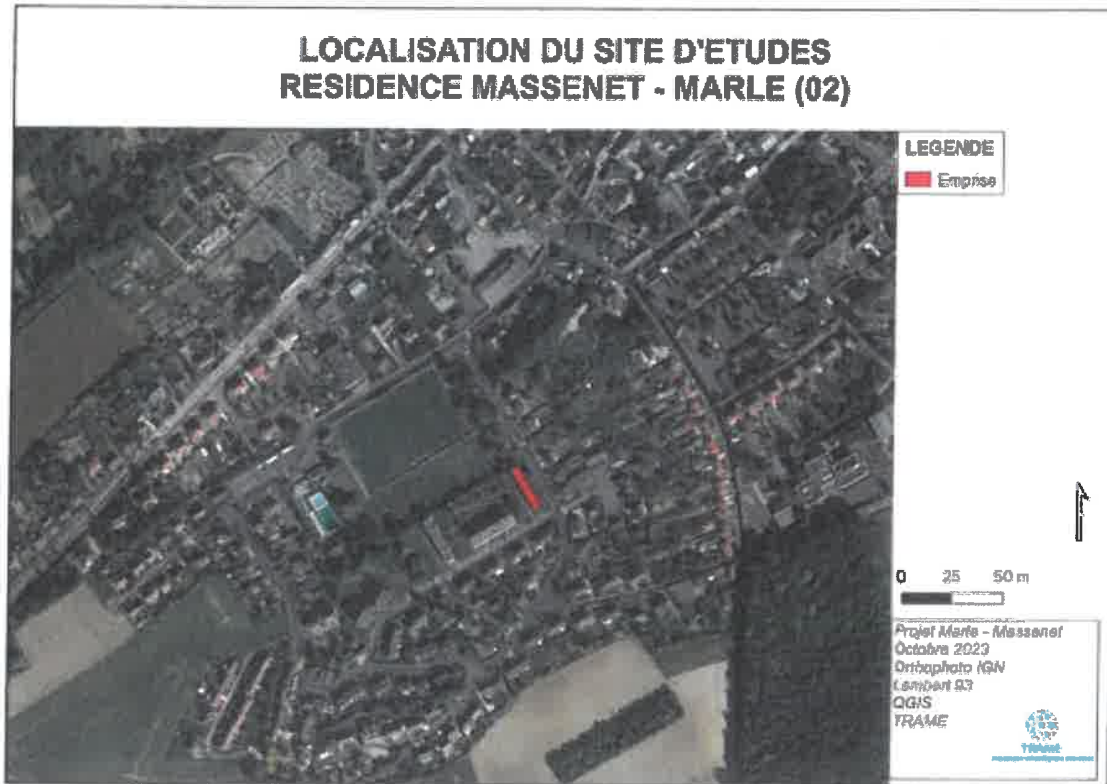 LOCALISATION DU SITE D'ETUDES
RESIDENCE MASSENET - MARLE (02)
LEGENDE
Emprise
0 25 50 m
Projet Marle - Massenet
Octobre 2023
Orthophoto IGN
Lambert 93
QGIS
TRAME
TRAME